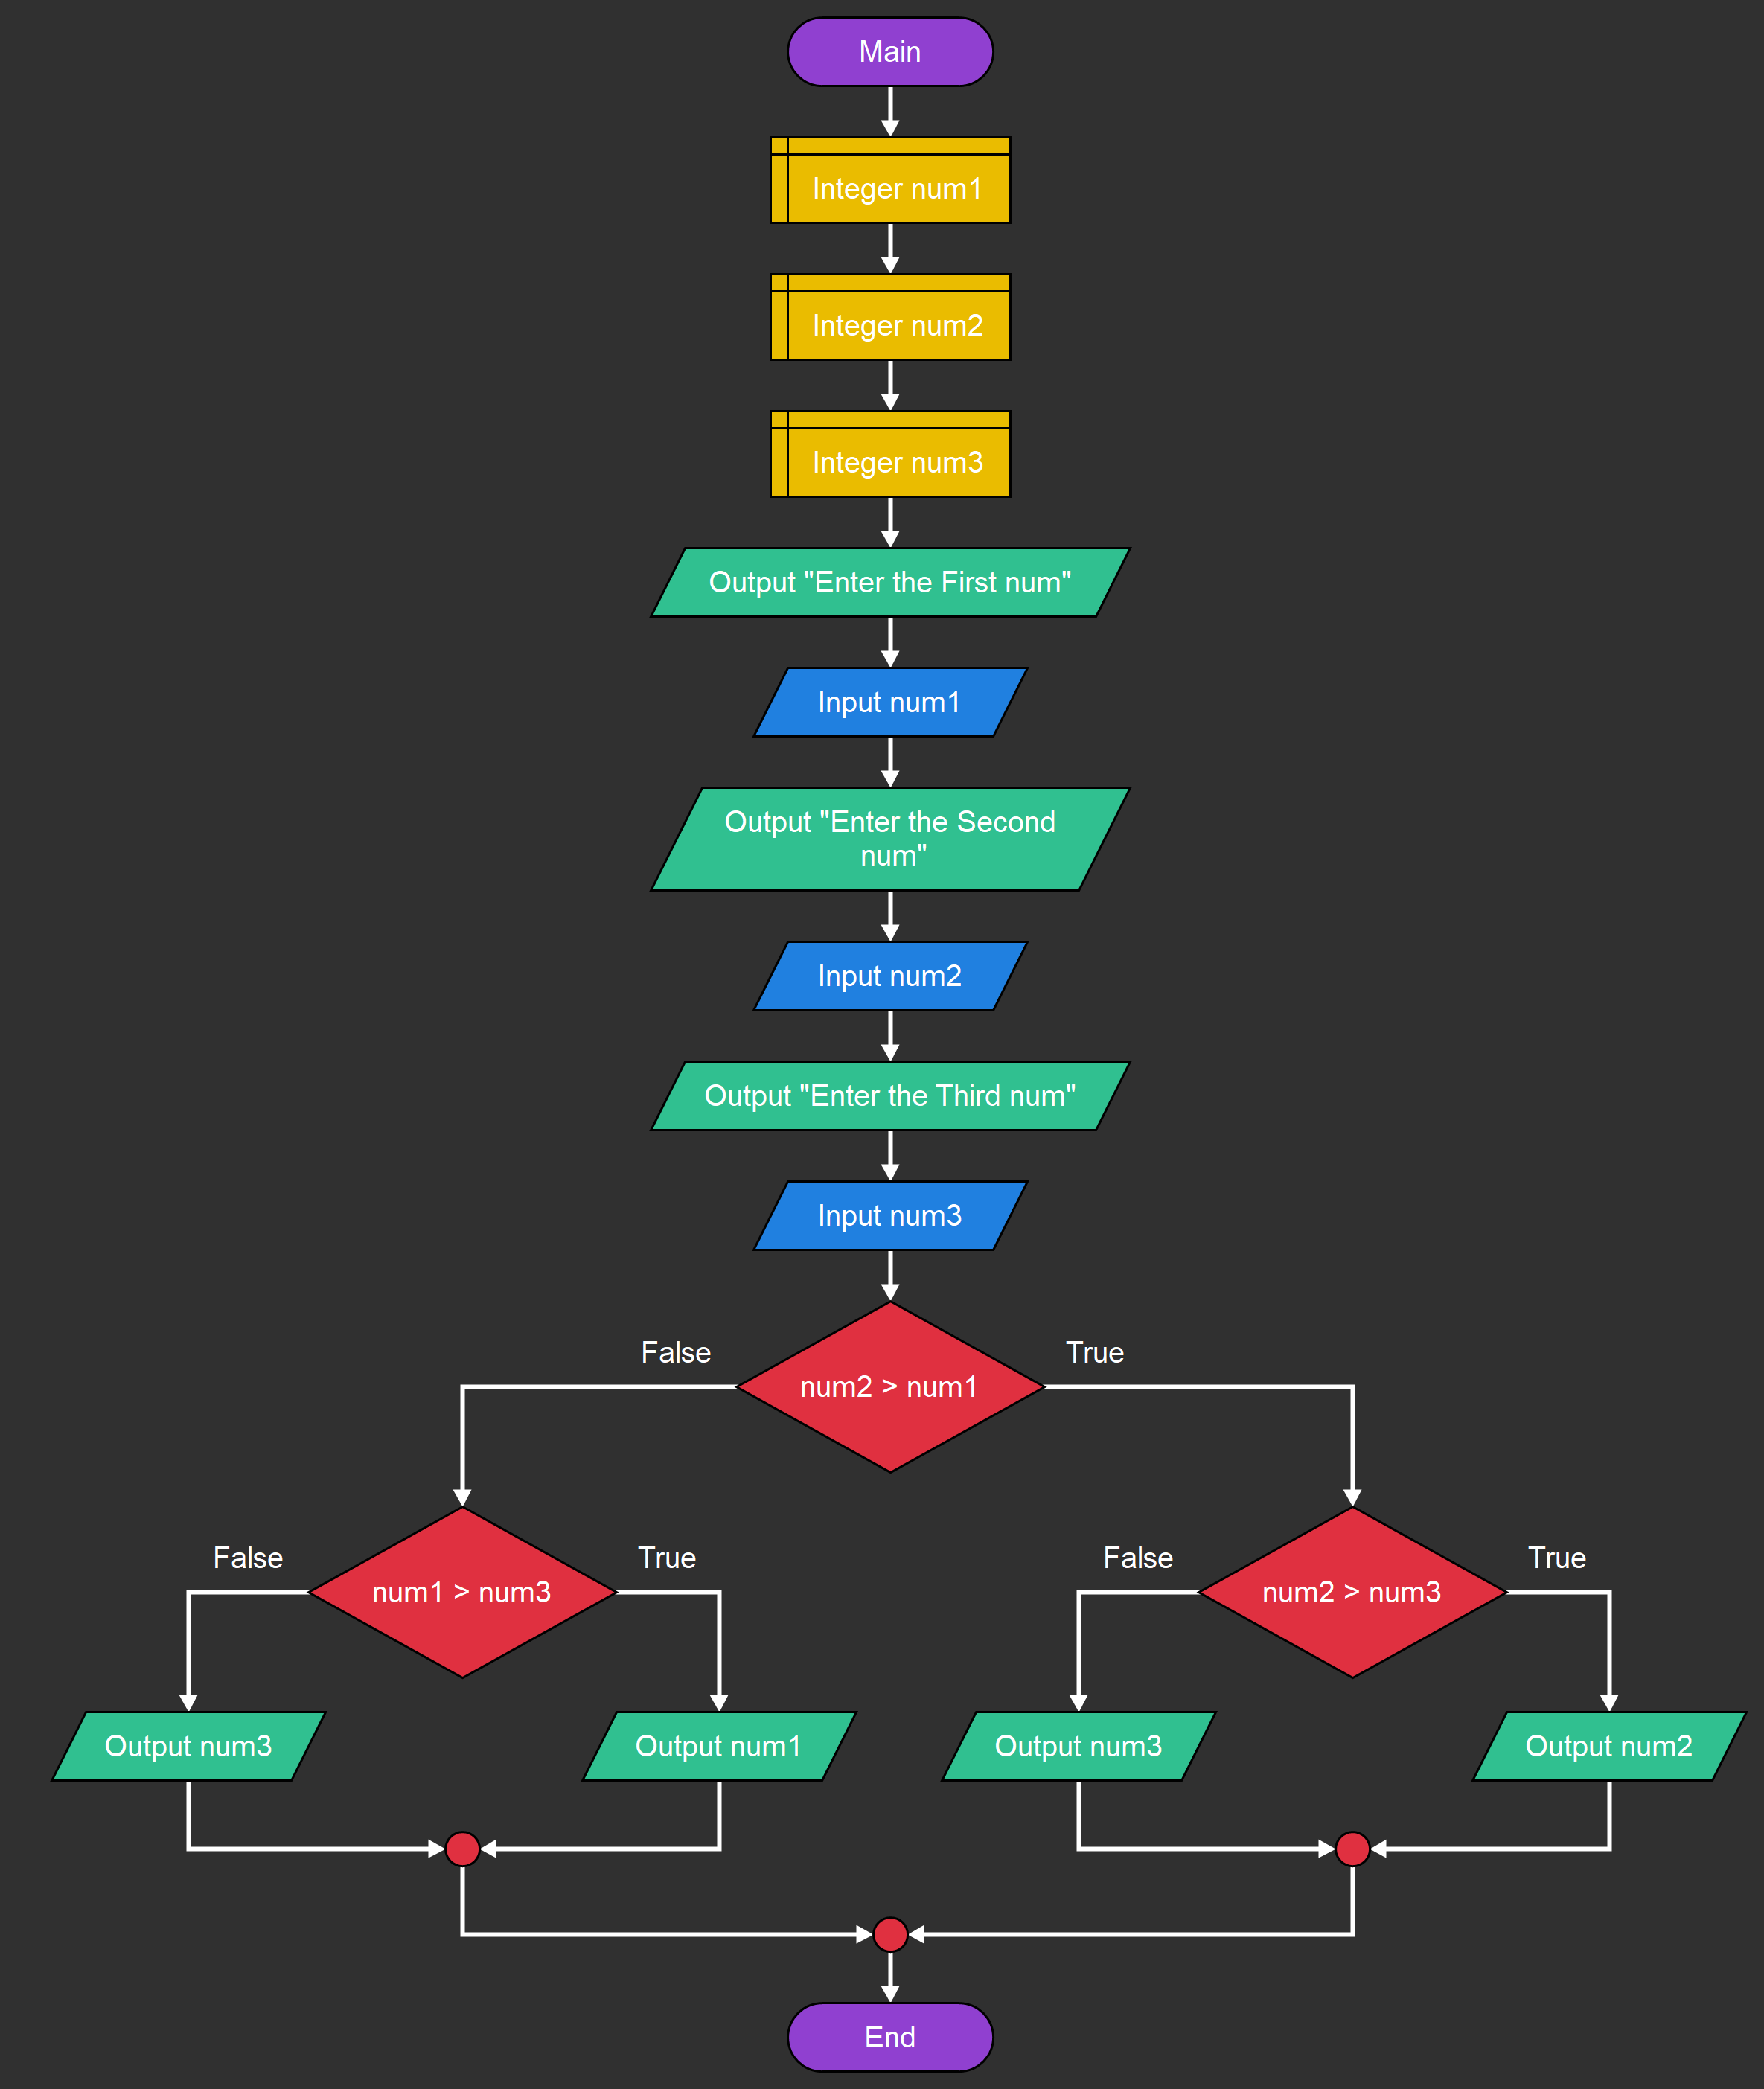 Main
Integer num1
Integer num2
Integer num3
Output "Enter the First num"
Input num1
Output "Enter the Second
num"
Input num2
Output "Enter the Third num"
Input num3
False
True
num2 > num1
False
True
False
True
num1 > num3
num2 > num3
Output num3
Output num1
Output num3
Output num2
End